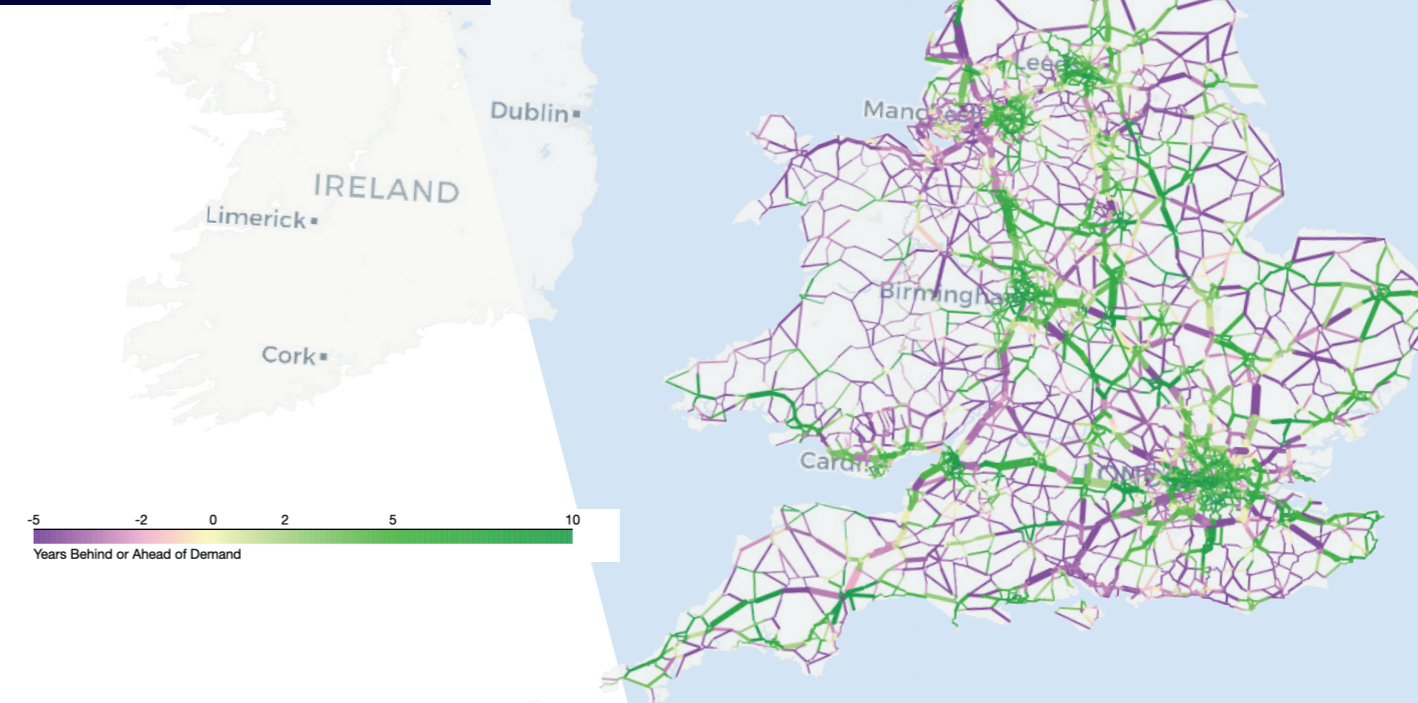 Leeds
Manchester
Dublin
IRELAND
Limerick
Birmingham
Cork
Cardiff
LONDON
-5 -2 0 2 5 10
Years Behind or Ahead of Demand